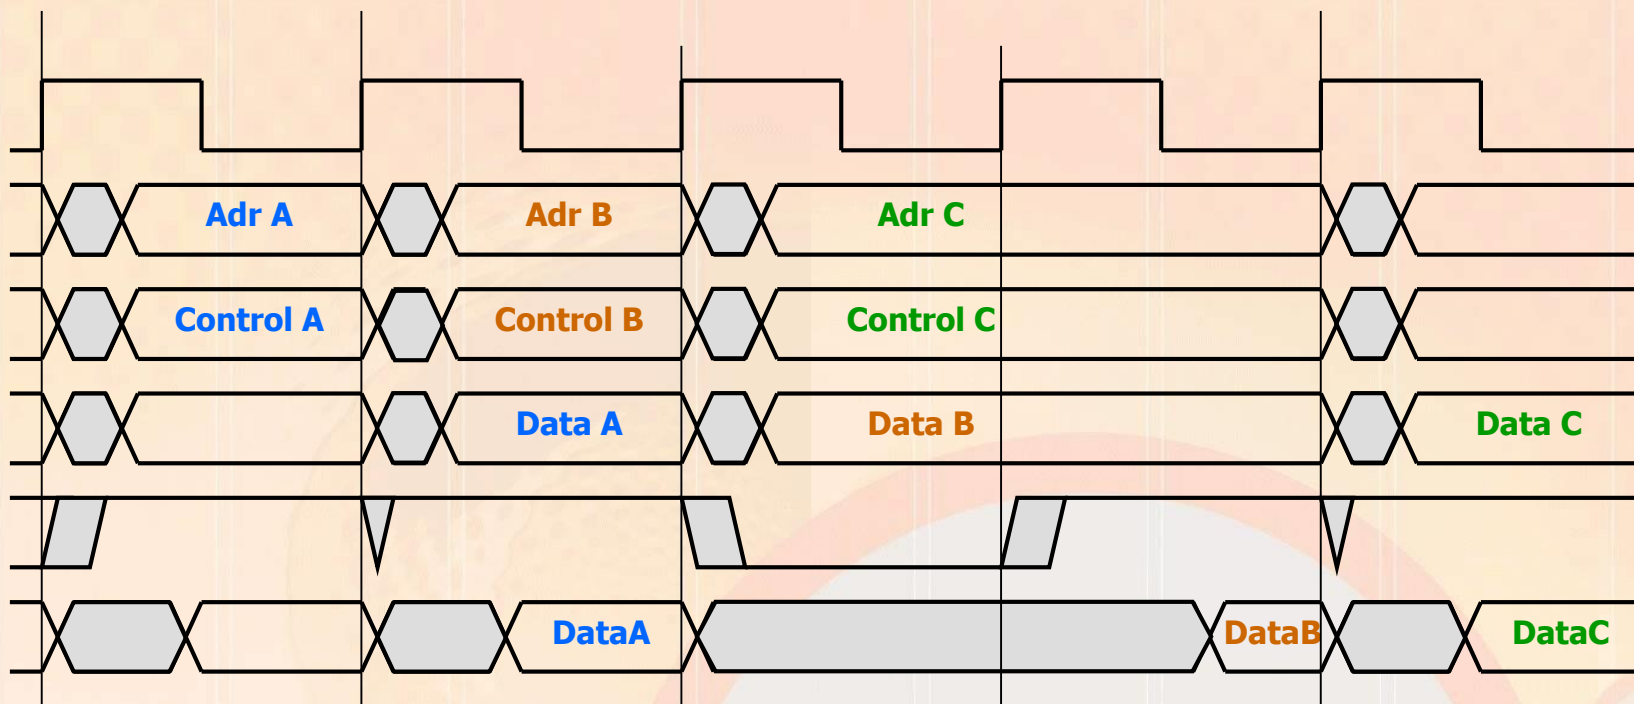 Adr A Adr B Adr C
Control A Control B Control C
Data A Data B Data C
DataA DataB DataC